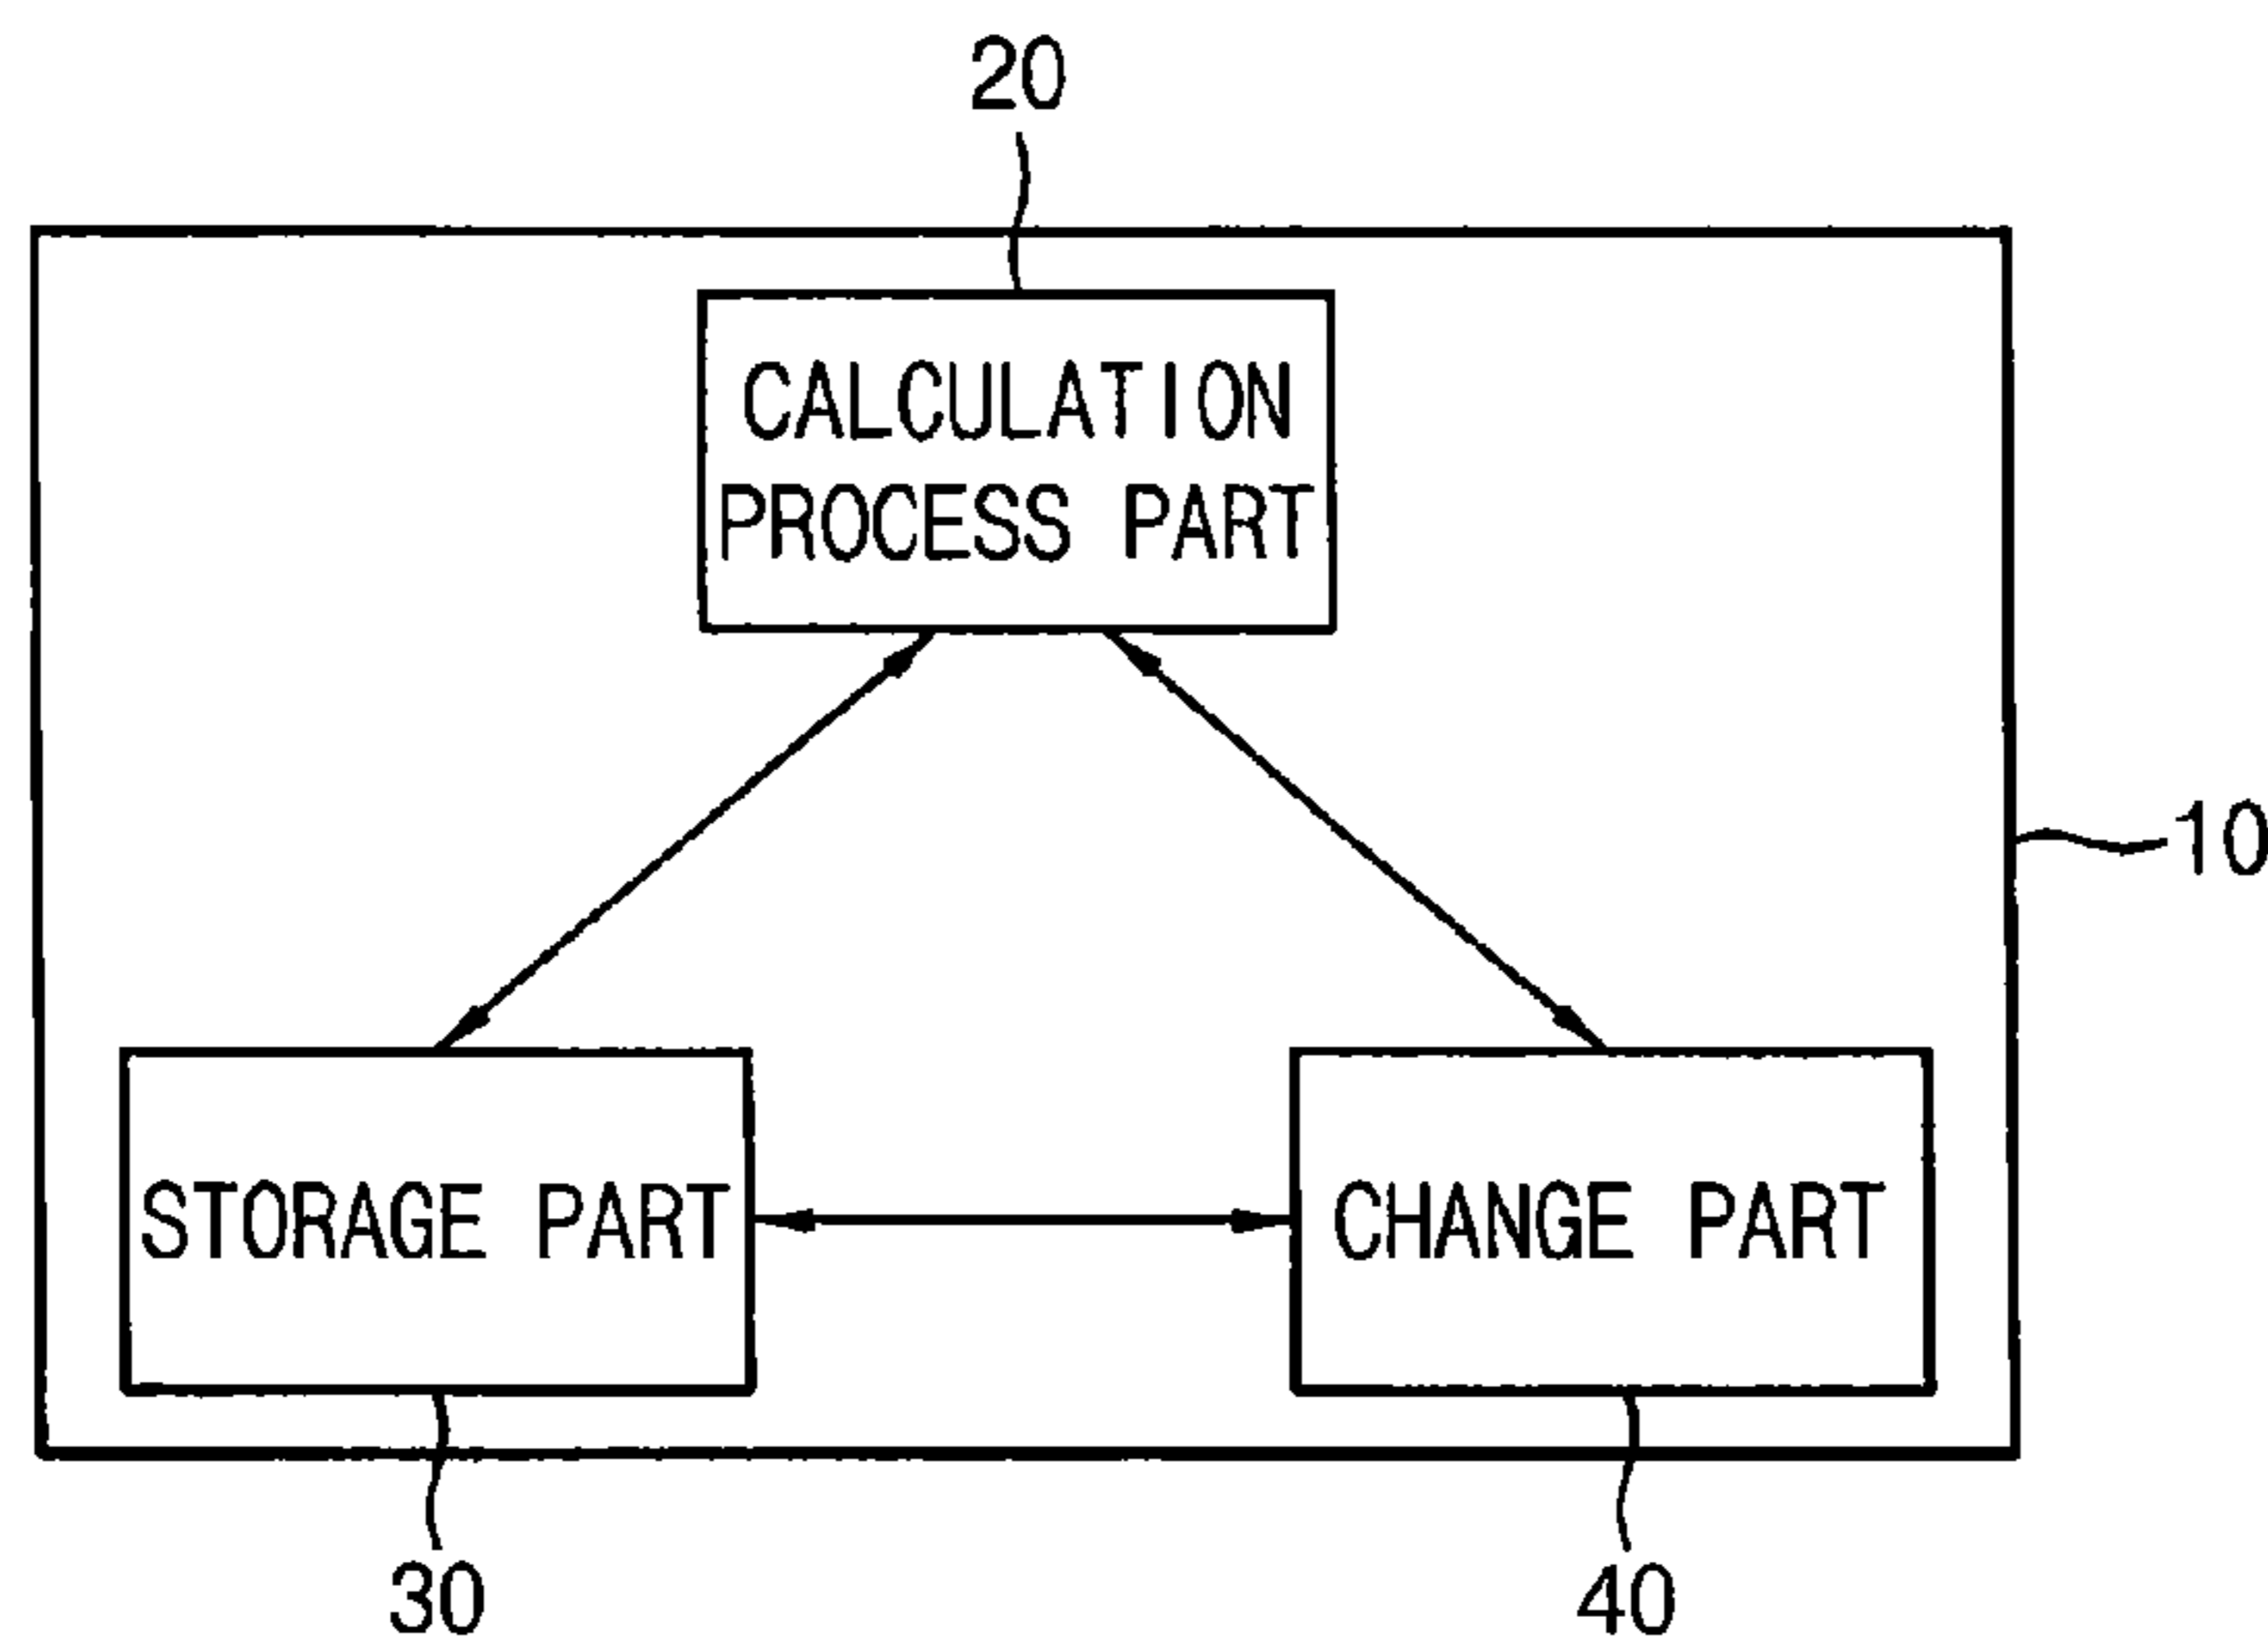 20
CALCULATION
PROCESS PART
10
STORAGE PART
CHANGE PART
30
40